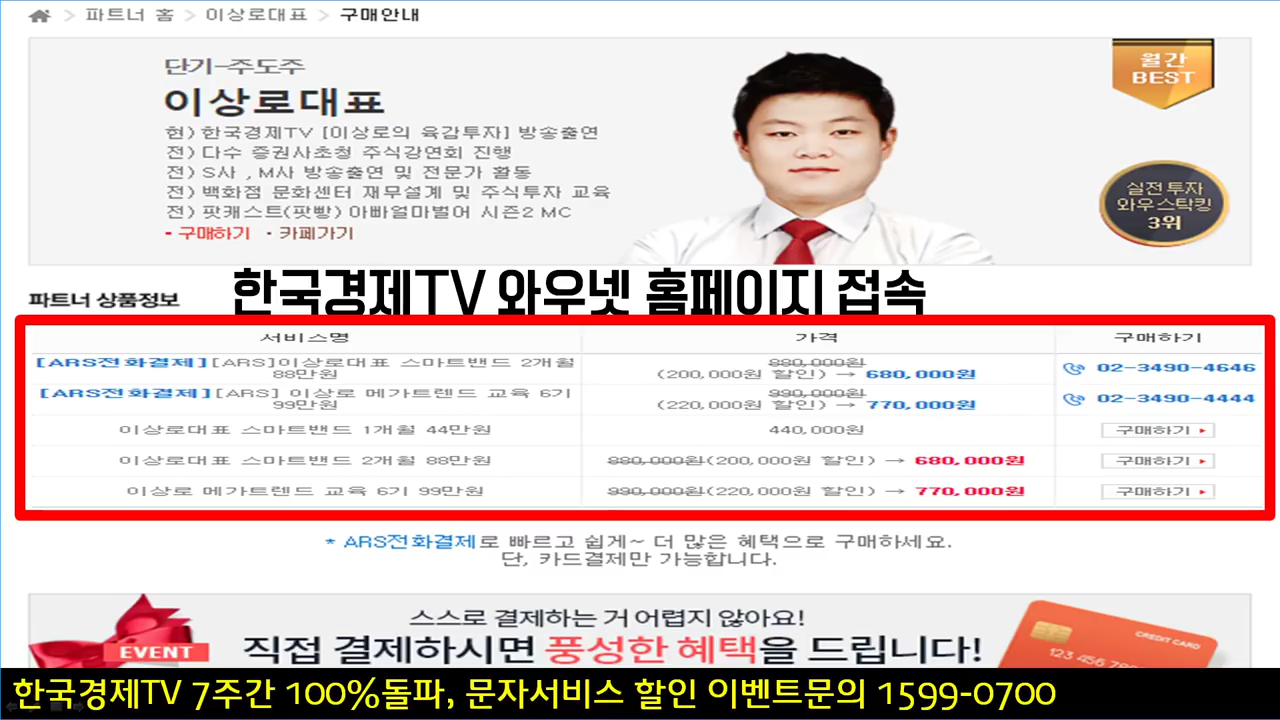 파트너 홈 > 이상로대표 > 구매안내
단기-주도주
이상로대표
현) 한국경제TV [이상로의 육감투자] 방송출연
전) 다수 증권사초청 주식강연회 진행
전) S사 , M사 방송출연 및 전문가 활동
전) 백화점 문화센터 재무설계 및 주식투자 교육
전) 팟캐스트(팟빵) 아빠얼마벌어 시즌2 MC
- 구매하기 · 카페가기
월간
BEST
실전투자
와우스탁킹
3위
파트너 상품정보
한국경제TV 와우넷 홈페이지 접속
서비스명 가격 구매하기
[ARS전화결제][ARS]이상로대표 스마트밴드 2개월
88만원
880,000원
(200,000원 할인) → 680,000원
02-3490-4646
[ARS전화결제][ARS] 이상로 메가트렌드 교육 6기
99만원
990,000원
(220,000원 할인) → 770,000원
02-3490-4444
이상로대표 스마트밴드 1개월 44만원 440,000원 구매하기
이상로대표 스마트밴드 2개월 88만원 880,000원(200,000원 할인) → 680,000원 구매하기
이상로 메가트렌드 교육 6기 99만원 990,000원(220,000원 할인) → 770,000원 구매하기
* ARS전화결제로 빠르고 쉽게~ 더 많은 혜택으로 구매하세요.
단, 카드결제만 가능합니다.
EVENT
스스로 결제하는 거 어렵지 않아요!
직접 결제하시면 풍성한 혜택을 드립니다!
CREDIT CARD
123 456
한국경제TV 7주간 100%돌파, 문자서비스 할인 이벤트문의 1599-0700